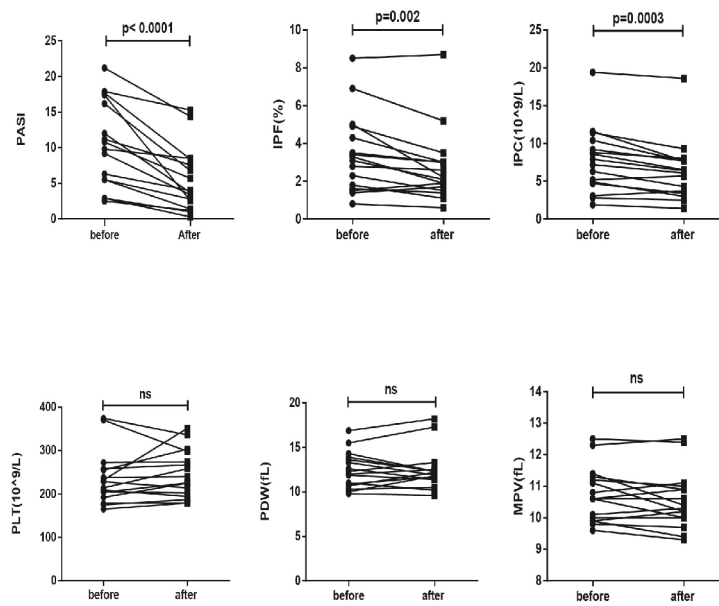 p< 0.0001
25
20
15
10
5
0
PASI
before
After
p=0.002
10
8
6
4
2
0
IPF(%)
before
after
p=0.0003
25
20
15
10
5
0
IPC(10^9/L)
before
after
ns
400
300
200
100
0
PLT(10^9/L)
before
after
ns
20
15
10
5
0
PDW(fL)
before
after
ns
14
13
12
11
10
9
8
MPV(fL)
before
after